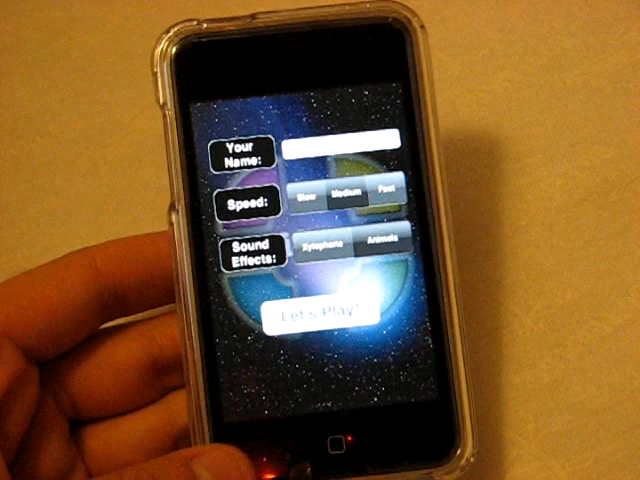 Your
Name:
Speed: Slow Medium Fast
Sound
Effects: Xylophone Animals
Let's Play!